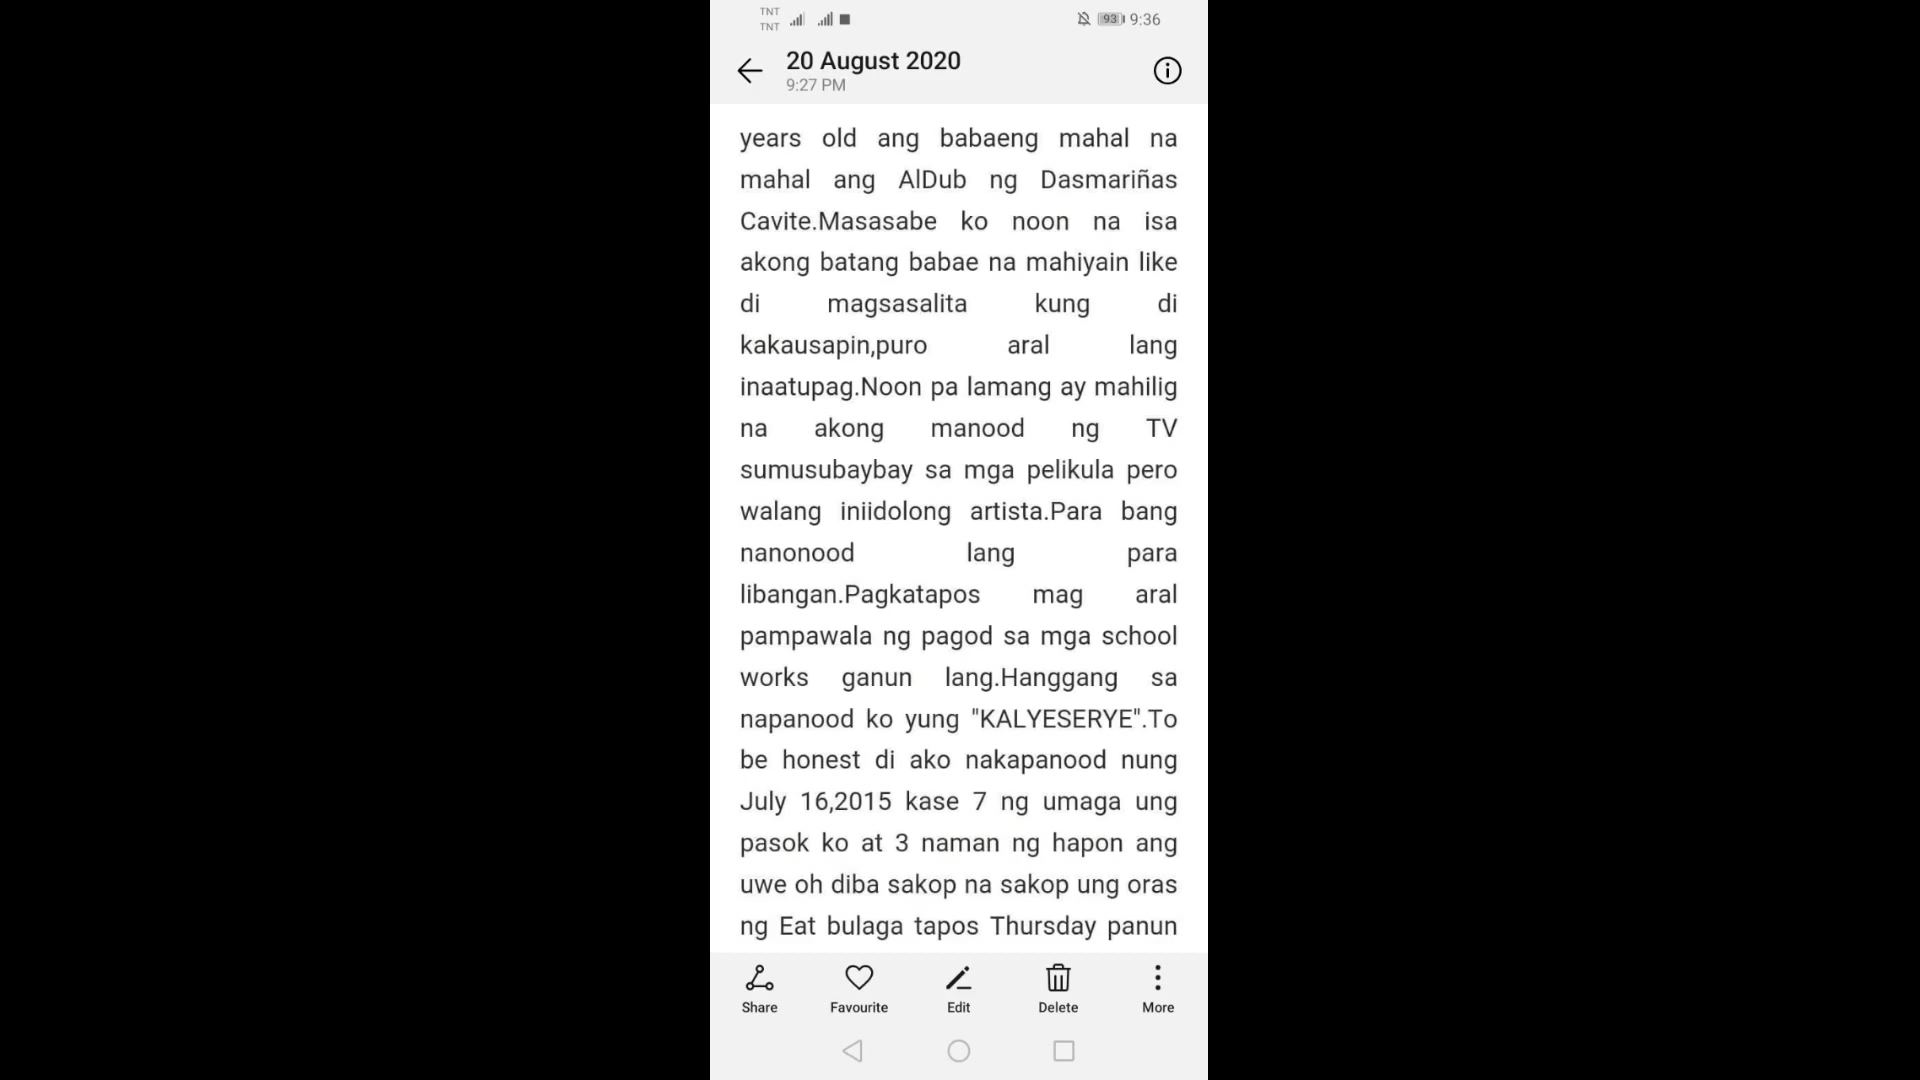 TNT
TNT
93 9:36
20 August 2020
9:27 PM
years old ang babaeng mahal na
mahal ang AlDub ng Dasmariñas
Cavite.Masasabe ko noon na isa
akong batang babae na mahiyain like
di magsasalita kung di
kakausapin,puro aral lang
inaatupag.Noon pa lamang ay mahilig
na akong manood ng TV
sumusubaybay sa mga pelikula pero
walang iniidolong artista.Para bang
nanonood lang para
libangan.Pagkatapos mag aral
pampawala ng pagod sa mga school
works ganun lang.Hanggang sa
napanood ko yung "KALYESERYE".To
be honest di ako nakapanood nung
July 16,2015 kase 7 ng umaga ung
pasok ko at 3 naman ng hapon ang
uwe oh diba sakop na sakop ung oras
ng Eat bulaga tapos Thursday panun
Share Favourite Edit Delete More